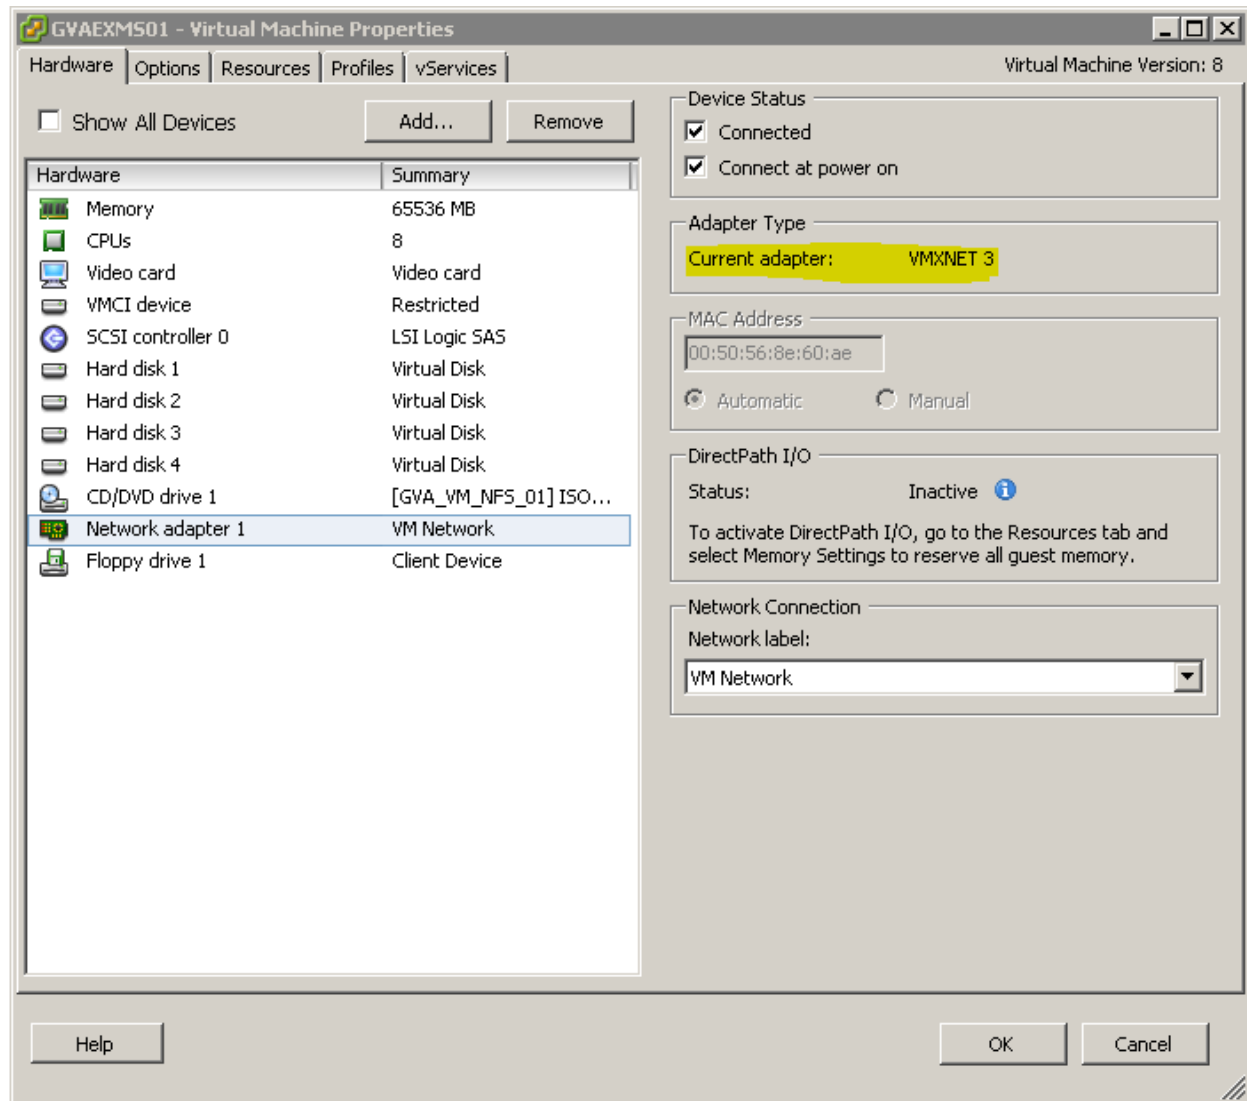 GVAEXMS01 - Virtual Machine Properties
Hardware Options Resources Profiles vServices
Virtual Machine Version: 8
Show All Devices
Add...
Remove
Hardware Summary
Memory 65536 MB
CPUs 8
Video card Video card
VMCI device Restricted
SCSI controller 0 LSI Logic SAS
Hard disk 1 Virtual Disk
Hard disk 2 Virtual Disk
Hard disk 3 Virtual Disk
Hard disk 4 Virtual Disk
CD/DVD drive 1 [GVA_VM_NFS_01] ISO...
Network adapter 1 VM Network
Floppy drive 1 Client Device
Device Status
Connected
Connect at power on
Adapter Type
Current adapter: VMXNET 3
MAC Address
00:50:56:8e:60:ae
Automatic Manual
DirectPath I/O
Status: Inactive
To activate DirectPath I/O, go to the Resources tab and
select Memory Settings to reserve all guest memory.
Network Connection
Network label:
VM Network
Help
OK
Cancel